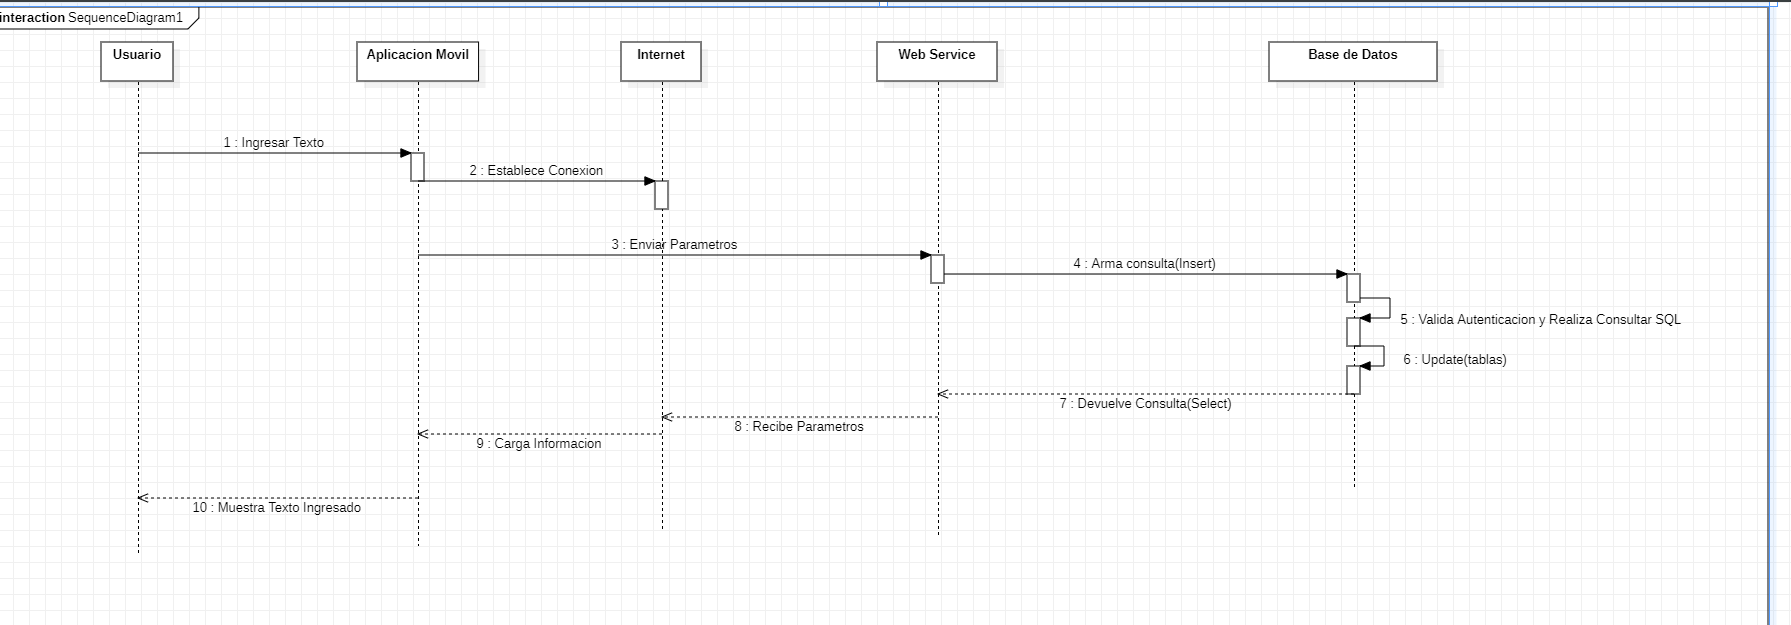 interaction SequenceDiagram1
Usuario
Aplicacion Movil
Internet
Web Service
Base de Datos
1 : Ingresar Texto
2 : Establece Conexion
3 : Enviar Parametros
4 : Arma consulta(Insert)
5 : Valida Autenticacion y Realiza Consultar SQL
6 : Update(tablas)
7 : Devuelve Consulta(Select)
8 : Recibe Parametros
9 : Carga Informacion
10 : Muestra Texto Ingresado